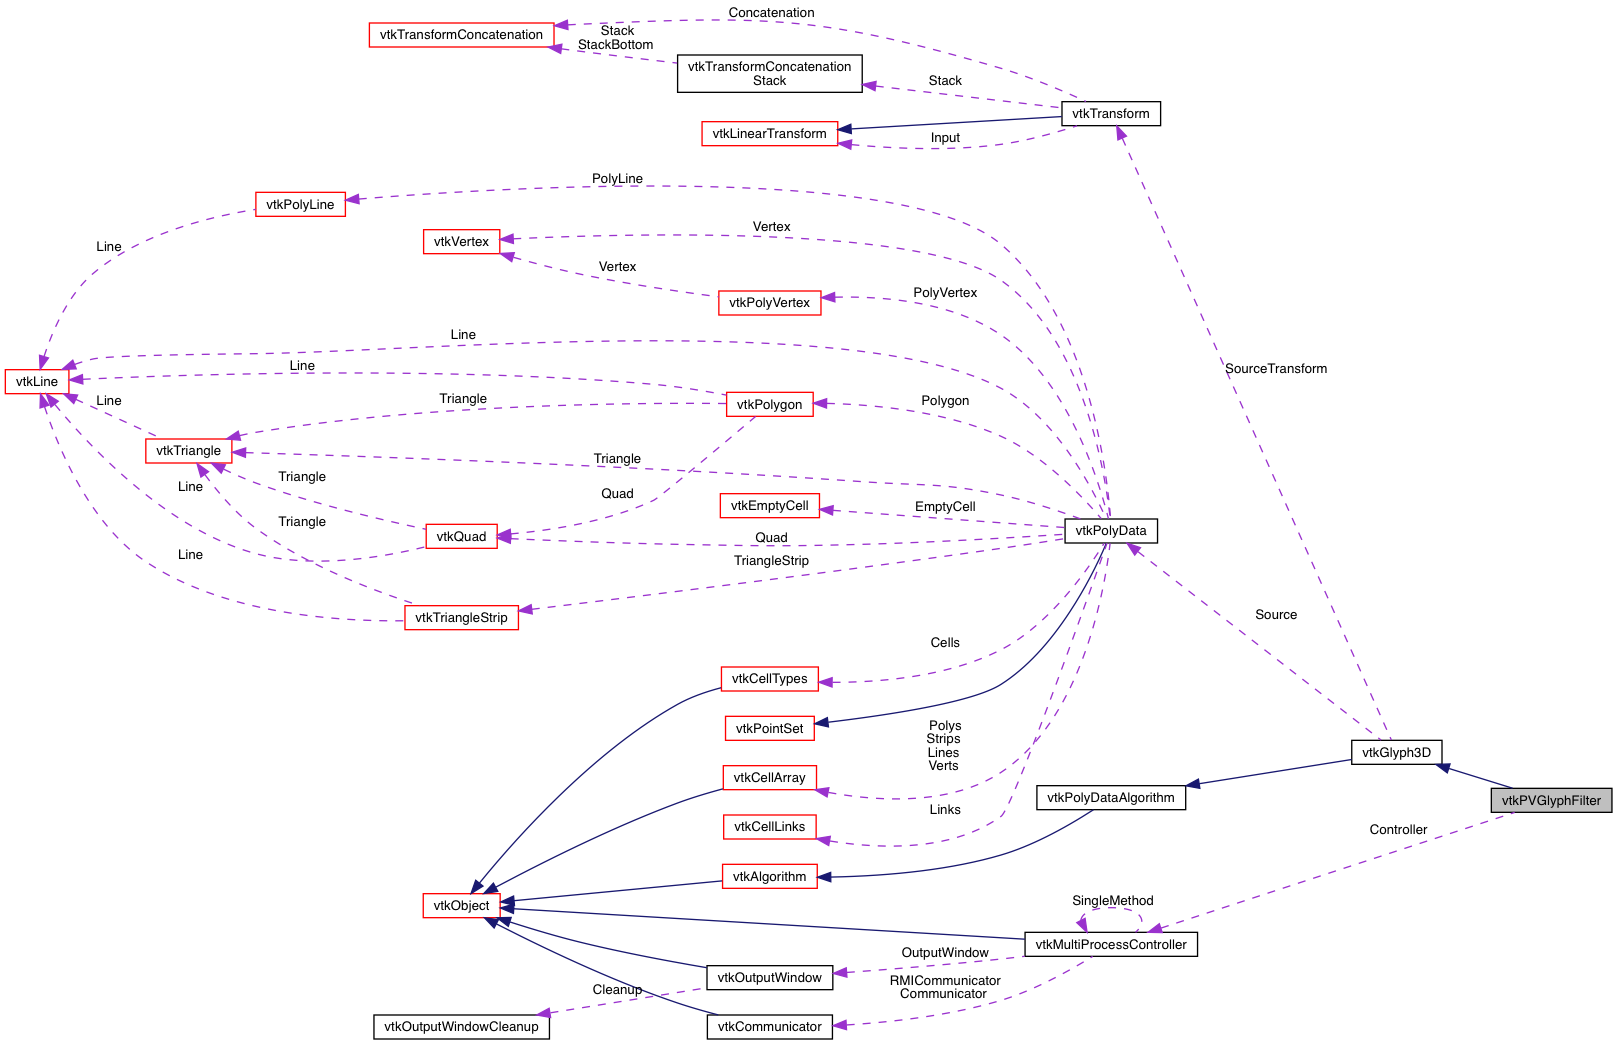 Concatenation
vtkTransformConcatenation
Stack
StackBottom
vtkTransformConcatenation
Stack
Stack
vtkTransform
vtkLinearTransform
Input
PolyLine
vtkPolyLine
Vertex
vtkVertex
Line
Vertex
PolyVertex
vtkPolyVertex
Line
Line
SourceTransform
vtkLine
Line
Triangle
vtkPolygon
Polygon
vtkTriangle
Triangle
Triangle
Line
Quad
vtkEmptyCell
EmptyCell
Triangle
vtkPolyData
vtkQuad
Quad
Line
TriangleStrip
vtkTriangleStrip
Source
Cells
vtkCellTypes
vtkPointSet
Polys
Strips
Lines
Verts
vtkGlyph3D
vtkCellArray
vtkPolyDataAlgorithm
vtkPVGlyphFilter
Links
vtkCellLinks
Controller
vtkAlgorithm
SingleMethod
vtkObject
vtkMultiProcessController
OutputWindow
vtkOutputWindow
RMICommunicator
Communicator
Cleanup
vtkOutputWindowCleanup
vtkCommunicator